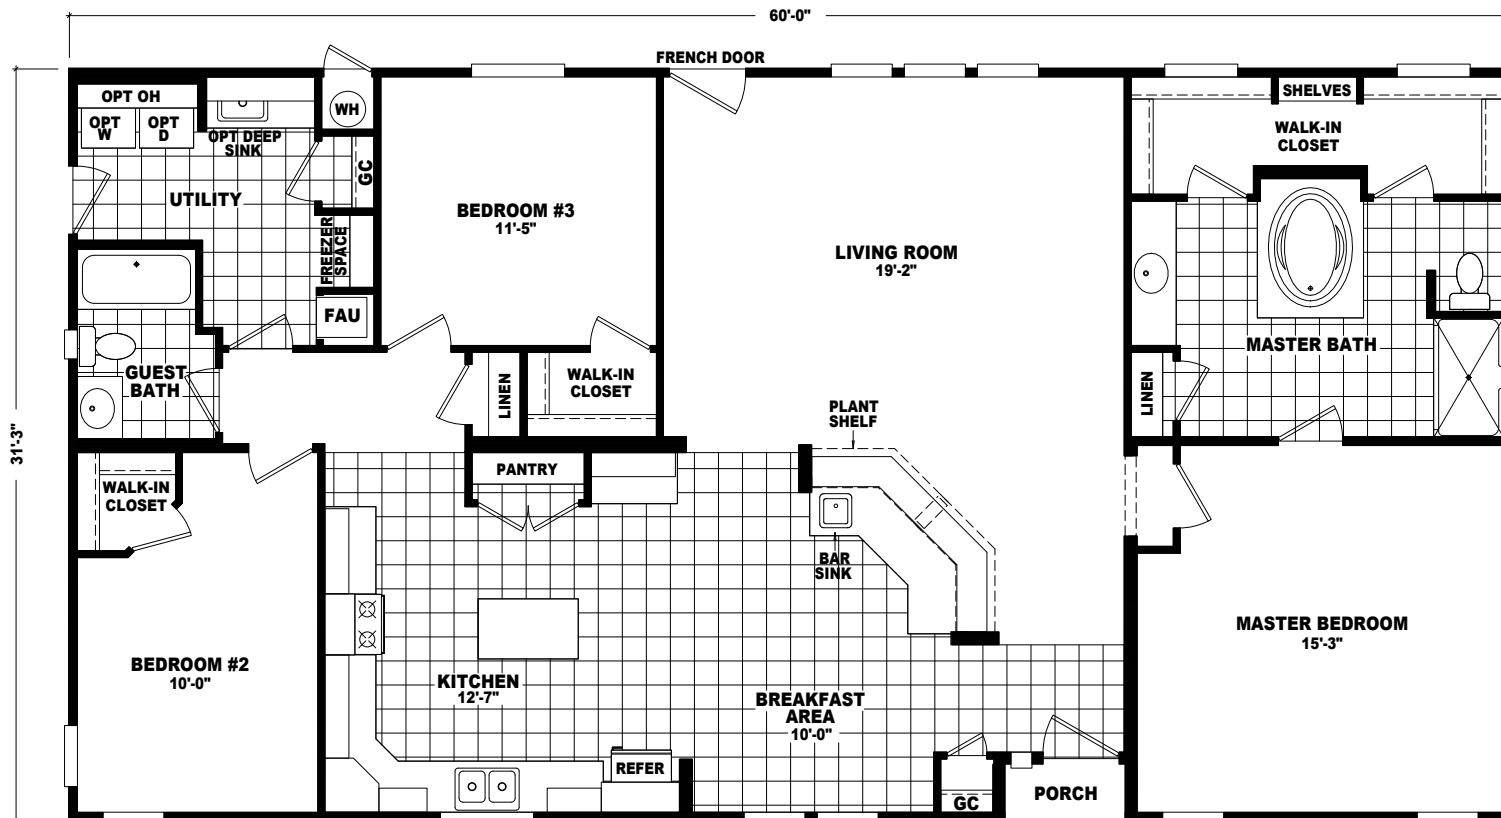 60'-0"
FRENCH DOOR
OPT OH
OPT
W
OPT
D
OPT DEEP
SINK
WH
GC
SHELVES
WALK-IN
CLOSET
UTILITY
BEDROOM #3
11'-5"
FREEZER
SPACE
LIVING ROOM
19'-2"
FAU
MASTER BATH
GUEST
BATH
LINEN
WALK-IN
CLOSET
LINEN
PLANT
SHELF
31'-3"
PANTRY
WALK-IN
CLOSET
BAR
SINK
MASTER BEDROOM
15'-3"
BEDROOM #2
10'-0"
KITCHEN
12'-7"
BREAKFAST
AREA
10'-0"
REFER
GC
PORCH